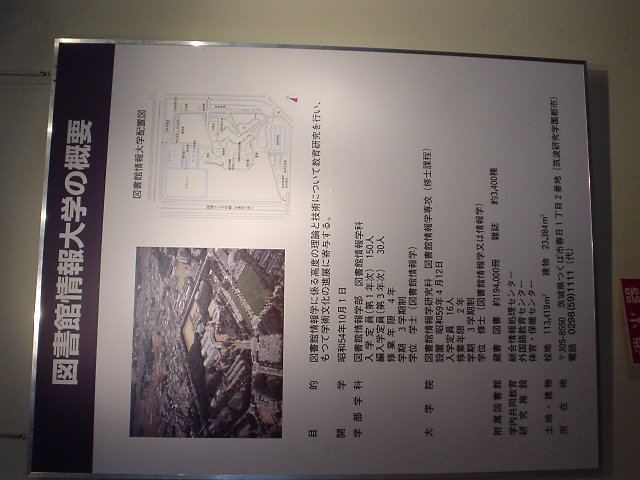 図書館情報大学の概要
図書館情報大学配置図
目的 図書館情報学に係る高度の理論と技術について教育研究を行い、
もって学術文化の進展に寄与する。
開学 昭和54年10月1日
学部学科 図書館情報学部 図書館情報学科
入学定員(第1年次) 150人
編入学定員(第3年次) 30人
修業年限 4年
学期 3学期制
学位 学士(図書館情報学)
大学院 図書館情報学研究科 図書館情報学専攻(修士課程)
設置 昭和59年4月12日
入学定員 16人
修業年限 2年
学期 3学期制
学位 修士(図書館情報学又は情報学)
附属図書館 蔵書 図書 約194,000冊 雑誌 約3,400種
学内共同教育 総合情報処理センター
研究施設 外国語教育センター
体育・保健センター
土地・建物 校地 113,419㎡ 建物 23,384㎡
所在地 〒305-8550 茨城県つくば市春日1丁目2番地(筑波研究学園都市)
電話 0298(59)1111(代)